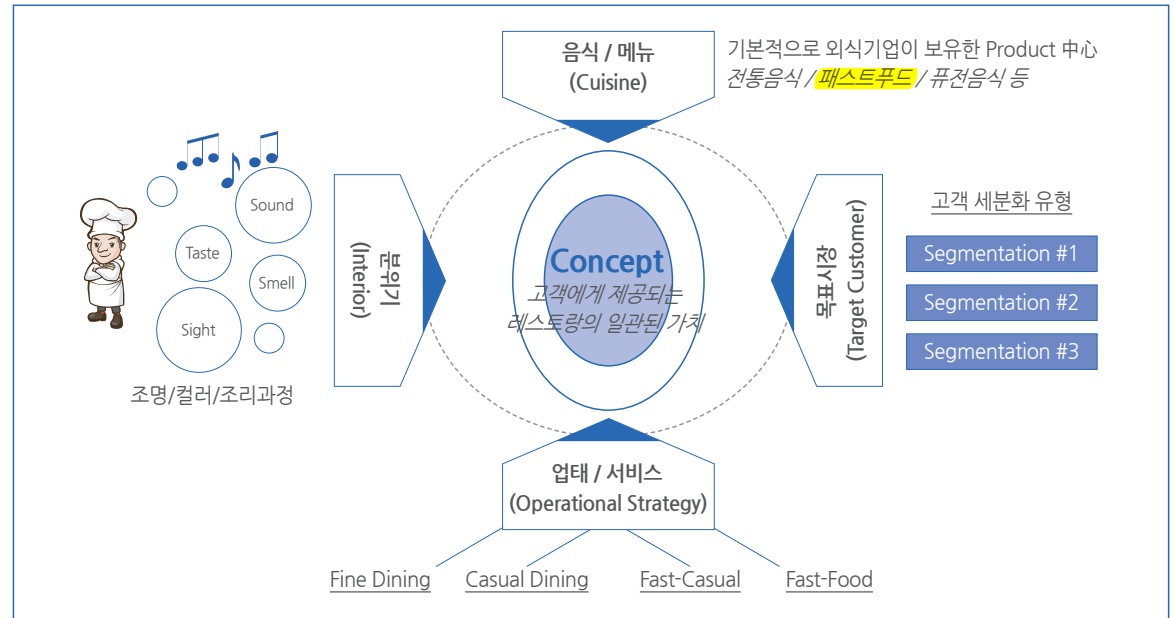 음식 / 메뉴
(Cuisine)
기본적으로 외식기업이 보유한 Product 中心
전통음식 / 패스트푸드 / 퓨전음식 등
Sound
Taste
Smell
Sight
조명/컬러/조리과정
분위기
(Interior)
Concept
고객에게 제공되는
레스토랑의 일관된 가치
목표시장
(Target Customer)
고객 세분화 유형
Segmentation #1
Segmentation #2
Segmentation #3
업태 / 서비스
(Operational Strategy)
Fine Dining
Casual Dining
Fast-Casual
Fast-Food